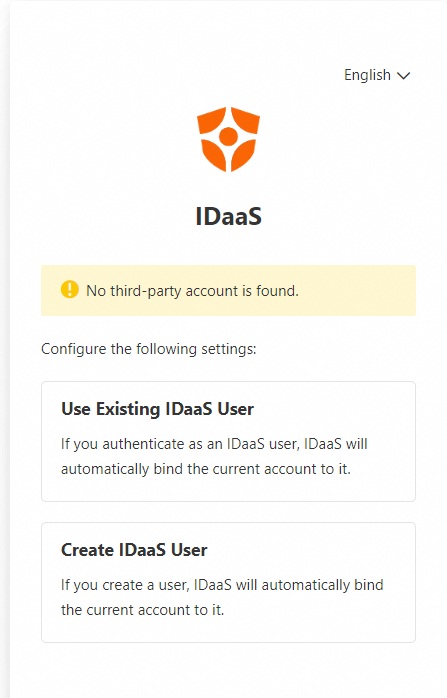 English
IDaaS
No third-party account is found.
Configure the following settings:
Use Existing IDaaS User
If you authenticate as an IDaaS user, IDaaS will
automatically bind the current account to it.
Create IDaaS User
If you create a user, IDaaS will automatically bind
the current account to it.